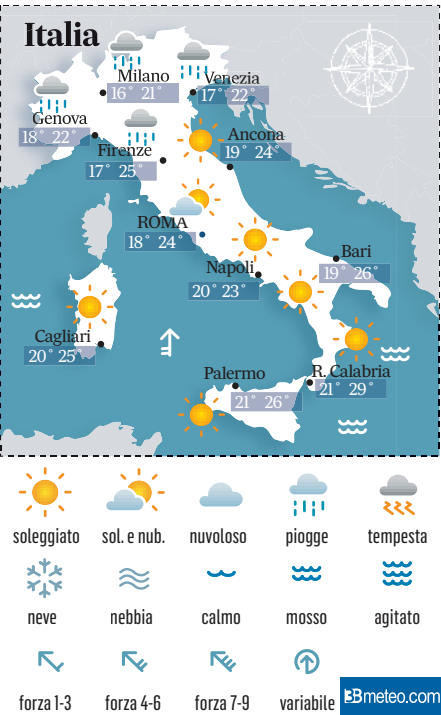 Italia
Milano
16° 21°
Venezia
17° 22°
Genova
18° 22°
Firenze
17° 25°
Ancona
19° 24°
ROMA
18° 24°
Napoli
20° 23°
Bari
19° 26°
Cagliari
20° 25°
Palermo
21° 26°
R. Calabria
21° 29°
soleggiato sol. e nub. nuvoloso piogge tempesta
neve nebbia calmo mosso agitato
forza 1-3 forza 4-6 forza 7-9 variabile
3Bmeteo.com